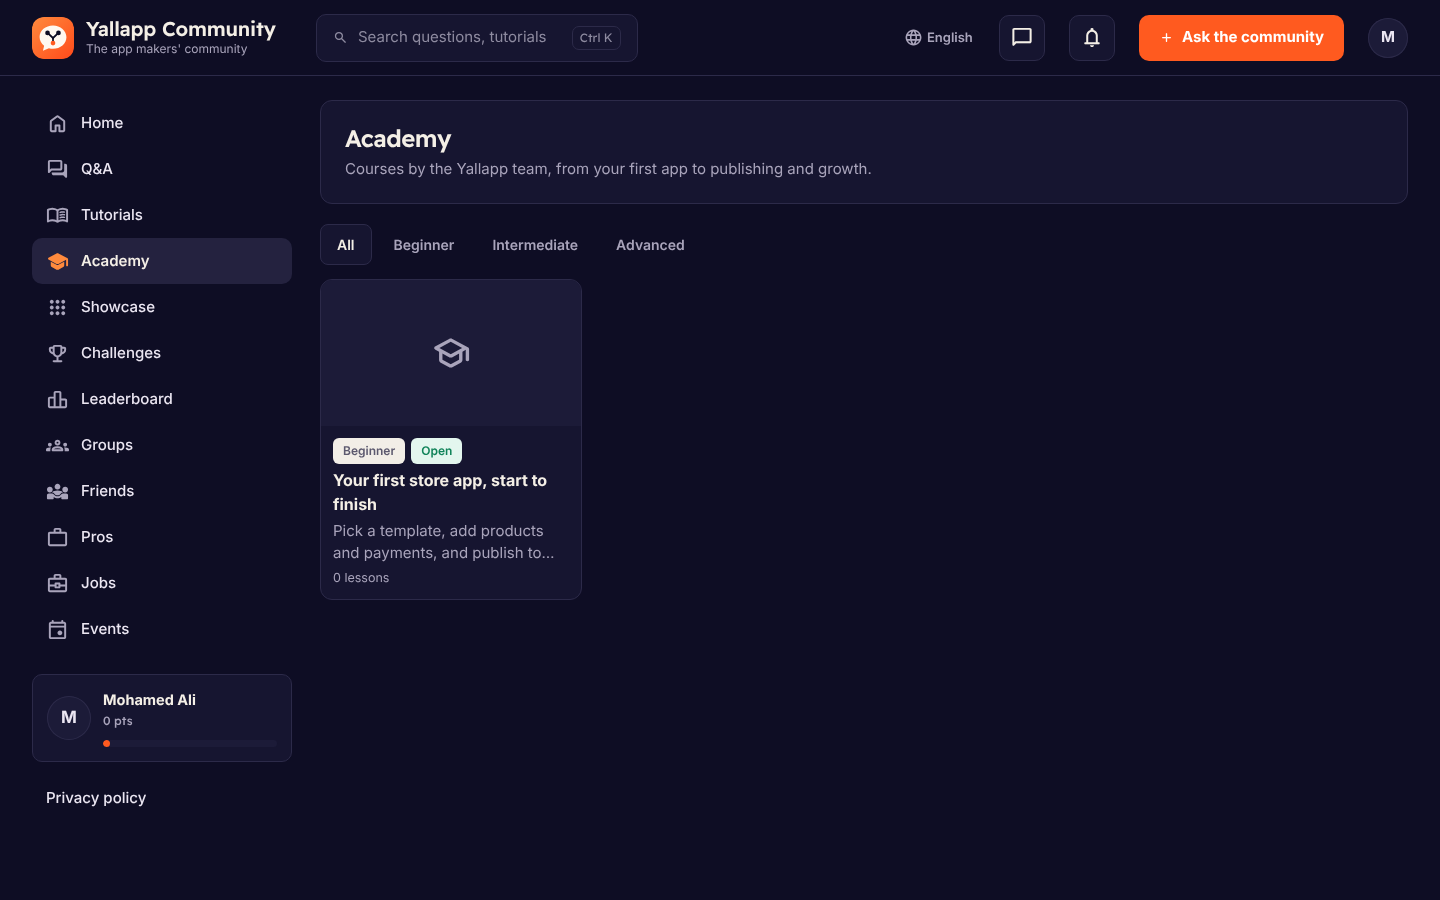 Yallapp Community
The app makers' community
Search questions, tutorials
Ctrl K
English
+ Ask the community
M
Home
Q&A
Tutorials
Academy
Showcase
Challenges
Leaderboard
Groups
Friends
Pros
Jobs
Events
M
Mohamed Ali
0 pts
Privacy policy
Academy
Courses by the Yallapp team, from your first app to publishing and growth.
All
Beginner
Intermediate
Advanced
Beginner
Open
Your first store app, start to
finish
Pick a template, add products
and payments, and publish to...
0 lessons